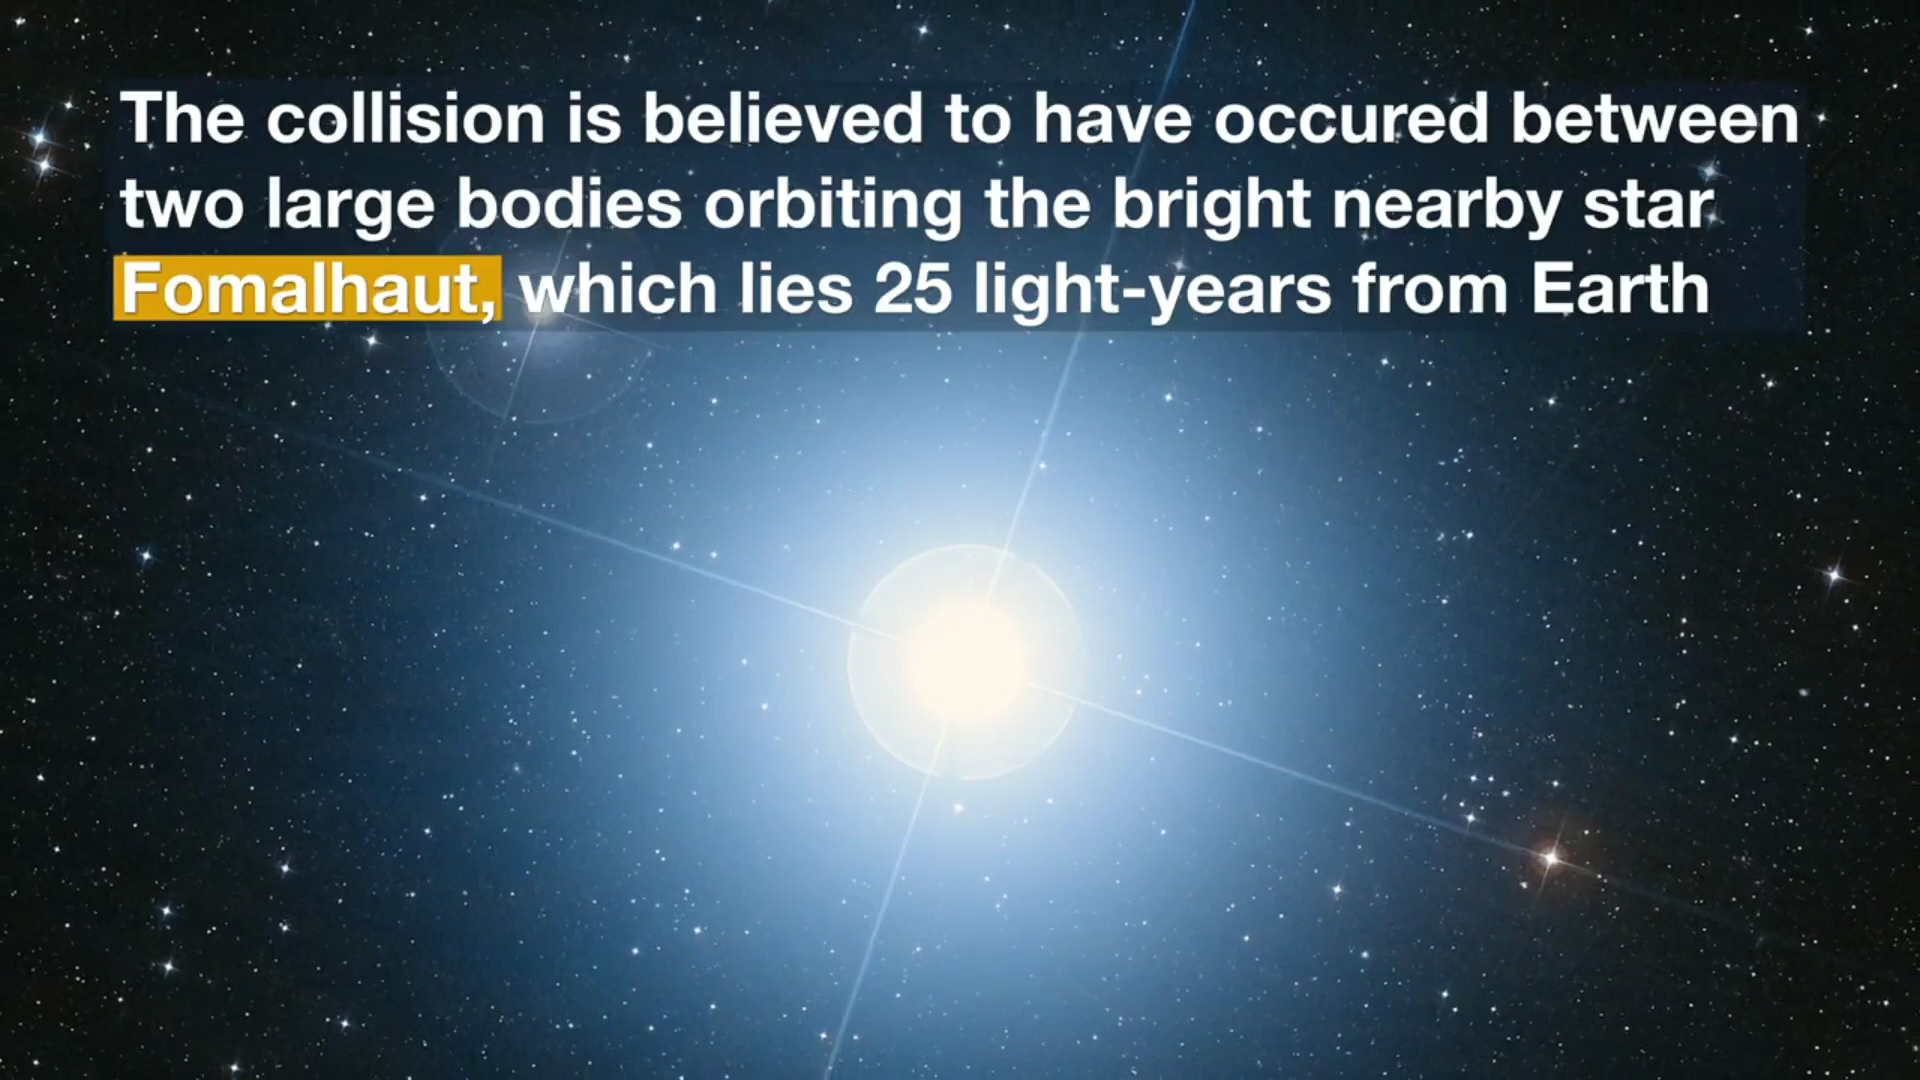 The collision is believed to have occured between
two large bodies orbiting the bright nearby star
Fomalhaut, which lies 25 light-years from Earth